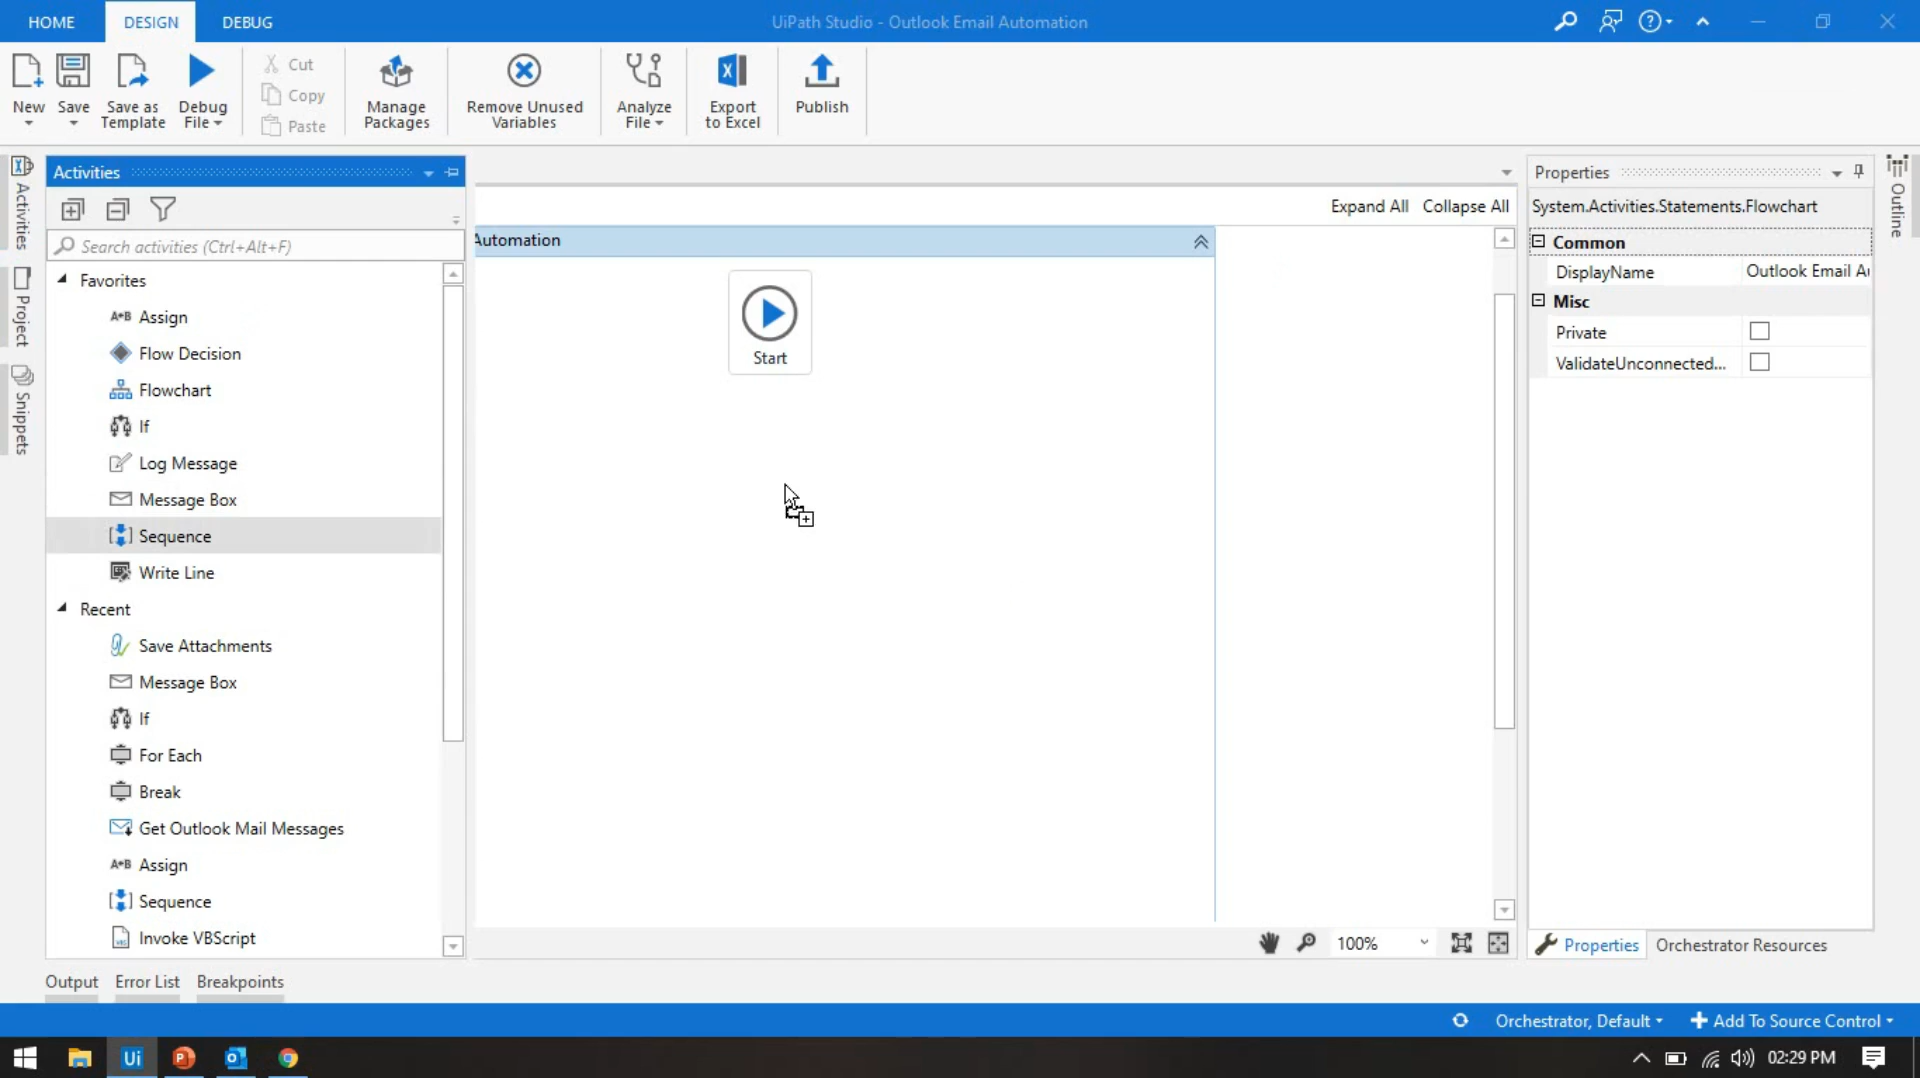 HOME DESIGN DEBUG UiPath Studio - Outlook Email Automation
New Save Save as Template Debug File Cut Copy Paste Manage Packages Remove Unused Variables Analyze File Export to Excel Publish
Activities
Project
Snippets
Activities
Search activities (Ctrl+Alt+F)
Favorites
Assign
Flow Decision
Flowchart
If
Log Message
Message Box
Sequence
Write Line
Recent
Save Attachments
Message Box
If
For Each
Break
Get Outlook Mail Messages
Assign
Sequence
Invoke VBScript
Expand All Collapse All
Automation
Start
100%
Properties
System.Activities.Statements.Flowchart
Common
DisplayName Outlook Email Au
Misc
Private
ValidateUnconnected...
Properties Orchestrator Resources
Outline
Output Error List Breakpoints
Orchestrator, Default Add To Source Control
Ui 02:29 PM